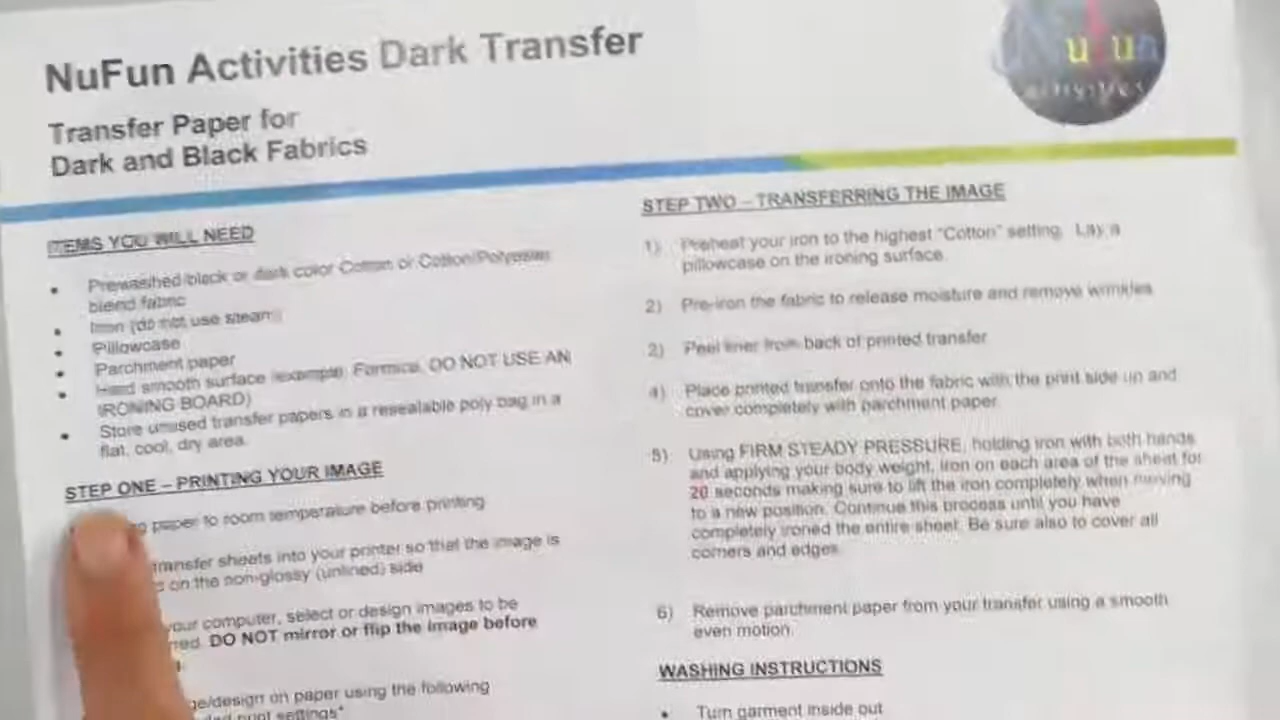 NuFun Activities Dark Transfer
Transfer Paper for
Dark and Black Fabrics
NuFun
activities
ITEMS YOU WILL NEED
Prewashed black or dark color Cotton or Cotton/Polyester
blend fabric
Iron (do not use steam)
Pillowcase
Parchment paper
Hard smooth surface (example: Formica, DO NOT USE AN
IRONING BOARD)
Store unused transfer papers in a resealable poly bag in a
flat, cool, dry area.
STEP ONE – PRINTING YOUR IMAGE
paper to room temperature before printing
transfer sheets into your printer so that the image is
on the non-glossy (unlined) side
your computer, select or design images to be
DO NOT mirror or flip the image before
design on paper using the following
print settings*
STEP TWO – TRANSFERRING THE IMAGE
1) Preheat your iron to the highest "Cotton" setting. Lay a
pillowcase on the ironing surface.
2) Pre-iron the fabric to release moisture and remove wrinkles
Peel liner from back of printed transfer
4) Place printed transfer onto the fabric with the print side up and
cover completely with parchment paper.
5) Using FIRM STEADY PRESSURE, holding iron with both hands
and applying your body weight, iron on each area of the sheet for
20 seconds making sure to lift the iron completely when moving
to a new position. Continue this process until you have
completely ironed the entire sheet. Be sure also to cover all
corners and edges.
6) Remove parchment paper from your transfer using a smooth
even motion.
WASHING INSTRUCTIONS
Turn garment inside out